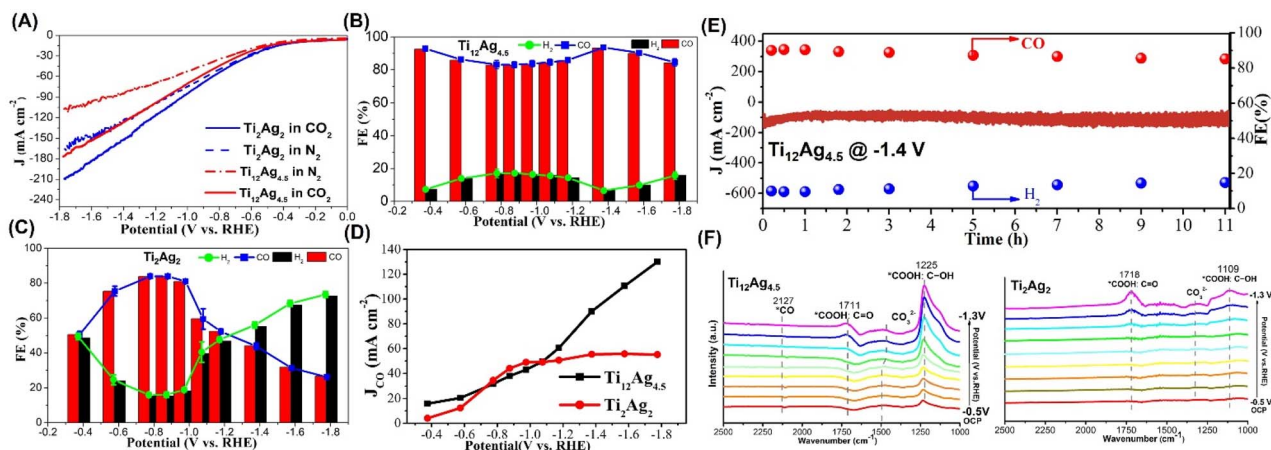 (A)
J (mA cm⁻²)
0
-30
-60
-90
-120
-150
-180
-210
-240
Ti₂Ag₂ in CO₂
Ti₂Ag₂ in N₂
Ti₁₂Ag₄.₅ in N₂
Ti₁₂Ag₄.₅ in CO₂
-1.8 -1.6 -1.4 -1.2 -1.0 -0.8 -0.6 -0.4 -0.2 0.0
Potential (V vs. RHE)
(B)
Ti₁₂Ag₄.₅ H₂ CO H₂ CO
FE (%)
100
80
60
40
20
0
-0.2 -0.4 -0.6 -0.8 -1.0 -1.2 -1.4 -1.6 -1.8
Potential (V vs. RHE)
(E)
CO
J (mA cm⁻²)
400
200
0
-200
-400
-600
FE(%)
100
80
60
40
20
0
Ti₁₂Ag₄.₅ @ -1.4 V
H₂
0 1 2 3 4 5 6 7 8 9 10 11
Time (h)
(C)
Ti₂Ag₂ H₂ CO H₂ CO
FE (%)
100
80
60
40
20
0
-0.2 -0.4 -0.6 -0.8 -1.0 -1.2 -1.4 -1.6 -1.8
Potential (V vs. RHE)
(D)
J CO (mA cm⁻²)
140
120
100
80
60
40
20
0
Ti₁₂Ag₄.₅
Ti₂Ag₂
-0.2 -0.4 -0.6 -0.8 -1.0 -1.2 -1.4 -1.6 -1.8
Potential(V vs. RHE)
(F)
Ti₁₂Ag₄.₅
1225
*COOH: C-OH
2127
*CO
1711
*COOH: C=O
CO₃²⁻
-1.3V
Potential (V vs.RHE)
-0.5V
OCP
Intensity (a.u.)
2500 2000 1500 1000
Wavenumber (cm⁻¹)
Ti₂Ag₂
1718
*COOH: C=O
1109
*COOH: C-OH
CO₃²⁻
-1.3 V
Potential (V vs.RHE)
-0.5 V
OCP
2500 2000 1500 1000
Wavenumber (cm⁻¹)